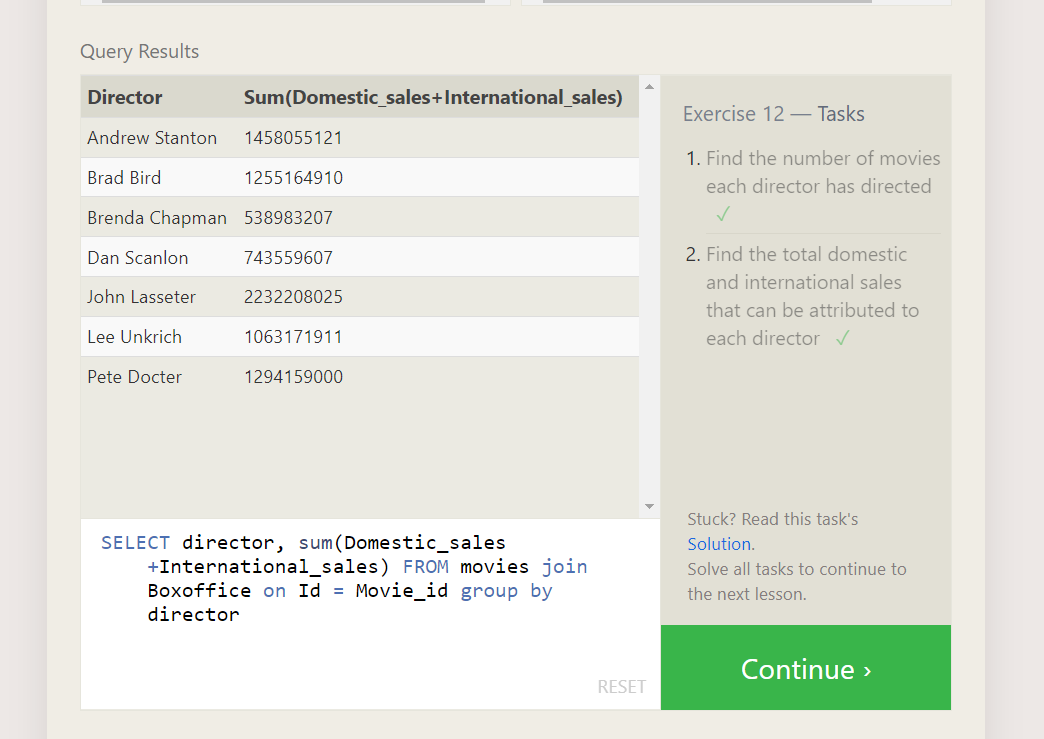 Query Results
Director Sum(Domestic_sales+International_sales)
Andrew Stanton 1458055121
Brad Bird 1255164910
Brenda Chapman 538983207
Dan Scanlon 743559607
John Lasseter 2232208025
Lee Unkrich 1063171911
Pete Docter 1294159000
SELECT director, sum(Domestic_sales
+International_sales) FROM movies join
Boxoffice on Id = Movie_id group by
director
RESET
Exercise 12 — Tasks
1. Find the number of movies
each director has directed
✓
2. Find the total domestic
and international sales
that can be attributed to
each director ✓
Stuck? Read this task's
Solution.
Solve all tasks to continue to
the next lesson.
Continue ›